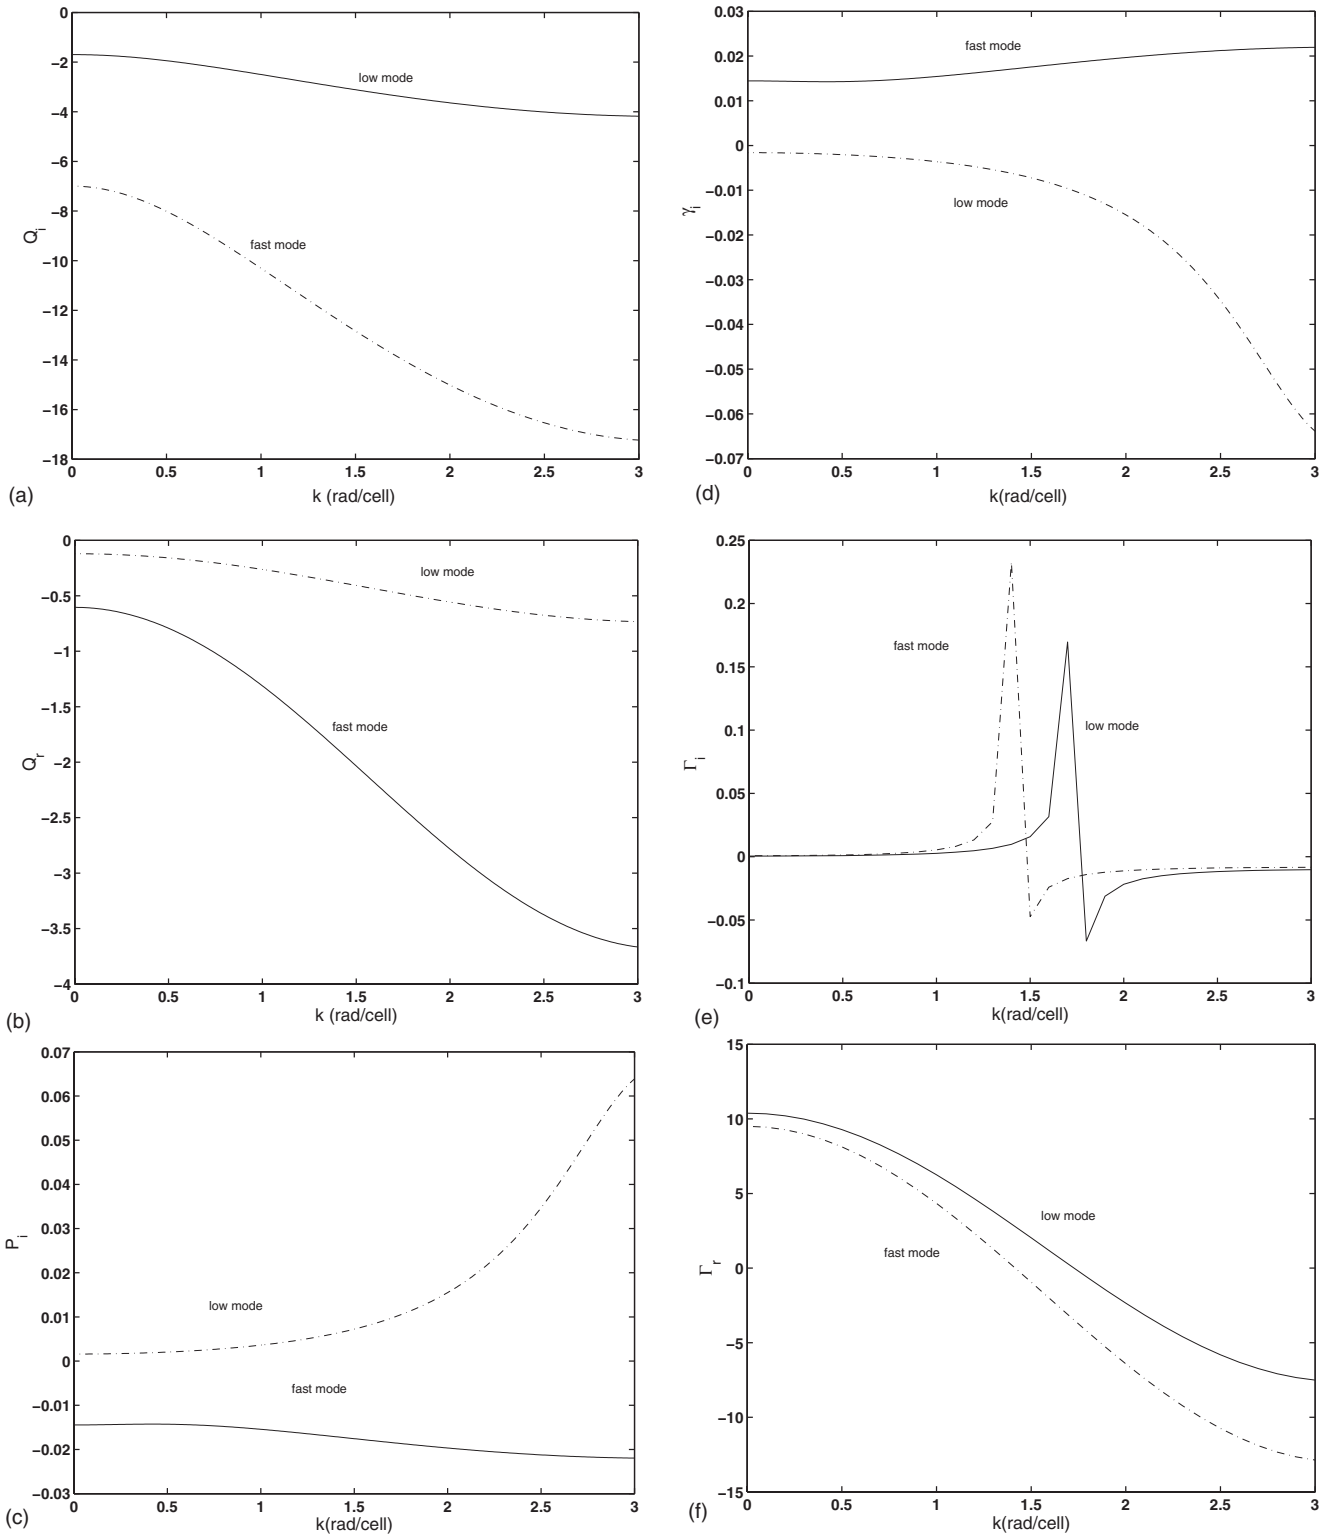 0
−2
−4
−6
−8
−10
−12
−14
−16
−18
Q_i
low mode
fast mode
0 0.5 1 1.5 2 2.5 3
k (rad/cell)
(a)
0
−0.5
−1
−1.5
−2
−2.5
−3
−3.5
−4
Q_r
low mode
fast mode
0 0.5 1 1.5 2 2.5 3
k (rad/cell)
(b)
0.07
0.06
0.05
0.04
0.03
0.02
0.01
0
−0.01
−0.02
−0.03
P_i
low mode
fast mode
0 0.5 1 1.5 2 2.5 3
k(rad/cell)
(c)
0.03
0.02
0.01
0
−0.01
−0.02
−0.03
−0.04
−0.05
−0.06
−0.07
γ_i
fast mode
low mode
0 0.5 1 1.5 2 2.5 3
k(rad/cell)
(d)
0.25
0.2
0.15
0.1
0.05
0
−0.05
−0.1
Γ_i
fast mode
low mode
0 0.5 1 1.5 2 2.5 3
k(rad/cell)
(e)
15
10
5
0
−5
−10
−15
Γ_r
low mode
fast mode
0 0.5 1 1.5 2 2.5 3
k(rad/cell)
(f)